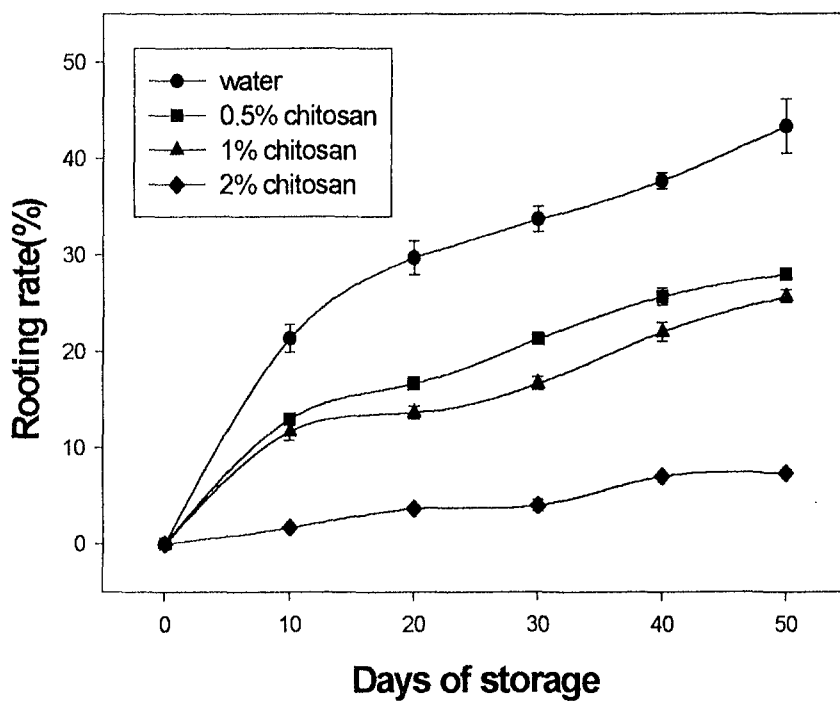 water
0.5% chitosan
1% chitosan
2% chitosan
Rooting rate(%)
50
40
30
20
10
0
0 10 20 30 40 50
Days of storage